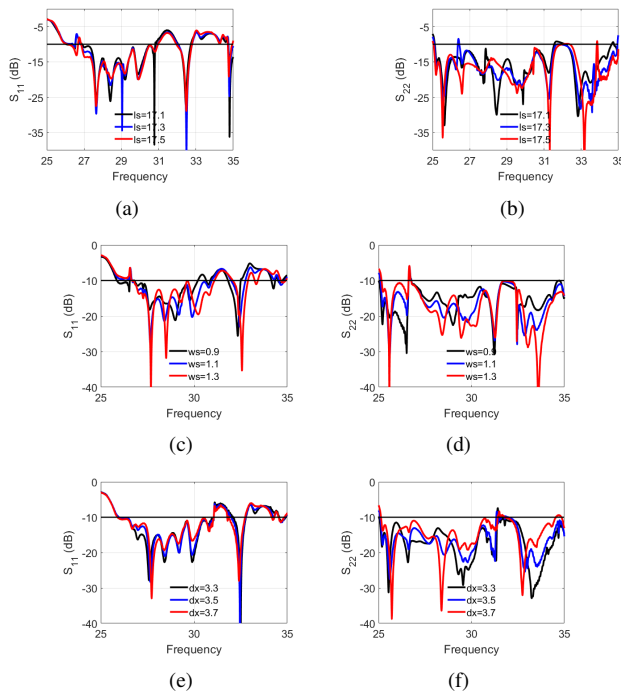 -5
-15
-25
-35
S11 (dB)
ls=17.1
ls=17.3
ls=17.5
25 27 29 31 33 35
Frequency
(a)
-5
-15
-25
-35
S22 (dB)
ls=17.1
ls=17.3
ls=17.5
25 27 29 31 33 35
Frequency
(b)
0
-10
-20
-30
-40
S11 (dB)
ws=0.9
ws=1.1
ws=1.3
25 30 35
Frequency
(c)
0
-10
-20
-30
-40
S22 (dB)
ws=0.9
ws=1.1
ws=1.3
25 30 35
Frequency
(d)
0
-10
-20
-30
-40
S11 (dB)
dx=3.3
dx=3.5
dx=3.7
25 30 35
Frequency
(e)
0
-10
-20
-30
-40
S22 (dB)
dx=3.3
dx=3.5
dx=3.7
25 30 35
Frequency
(f)